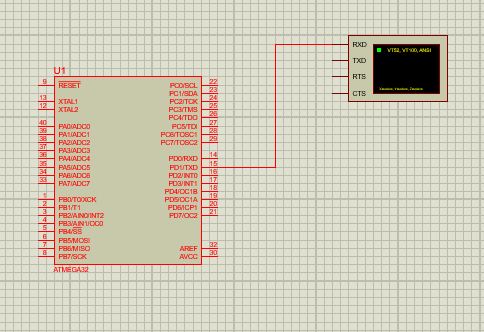 U1
9 RESET
13 XTAL1
12 XTAL2
40 PA0/ADC0
39 PA1/ADC1
38 PA2/ADC2
37 PA3/ADC3
36 PA4/ADC4
35 PA5/ADC5
34 PA6/ADC6
33 PA7/ADC7
1 PB0/T0/XCK
2 PB1/T1
3 PB2/AIN0/INT2
4 PB3/AIN1/OC0
5 PB4/SS
6 PB5/MOSI
7 PB6/MISO
8 PB7/SCK
PC0/SCL 22
PC1/SDA 23
PC2/TCK 24
PC3/TMS 25
PC4/TDO 26
PC5/TDI 27
PC6/TOSC1 28
PC7/TOSC2 29
PD0/RXD 14
PD1/TXD 15
PD2/INT0 16
PD3/INT1 17
PD4/OC1B 18
PD5/OC1A 19
PD6/ICP1 20
PD7/OC2 21
AREF 32
AVCC 30
ATMEGA32
RXD
TXD
RTS
CTS
VT52, VT100, ANSI